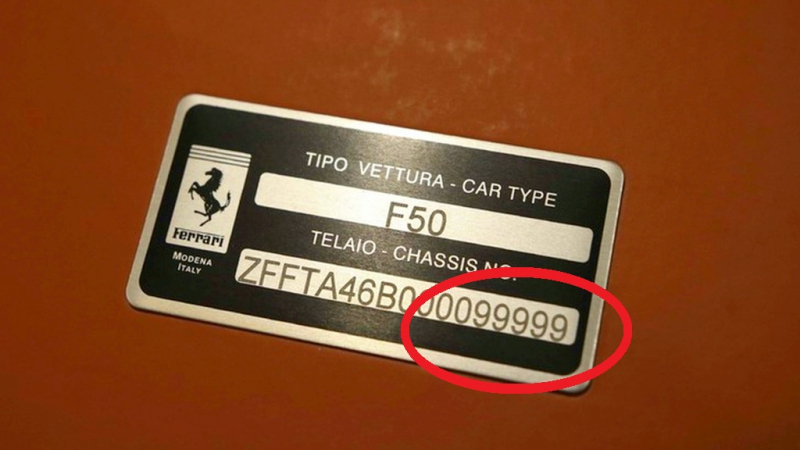 TIPO VETTURA - CAR TYPE
F50
TELAIO - CHASSIS NO.
ZFFTA46B000099999
Ferrari
MODENA
ITALY